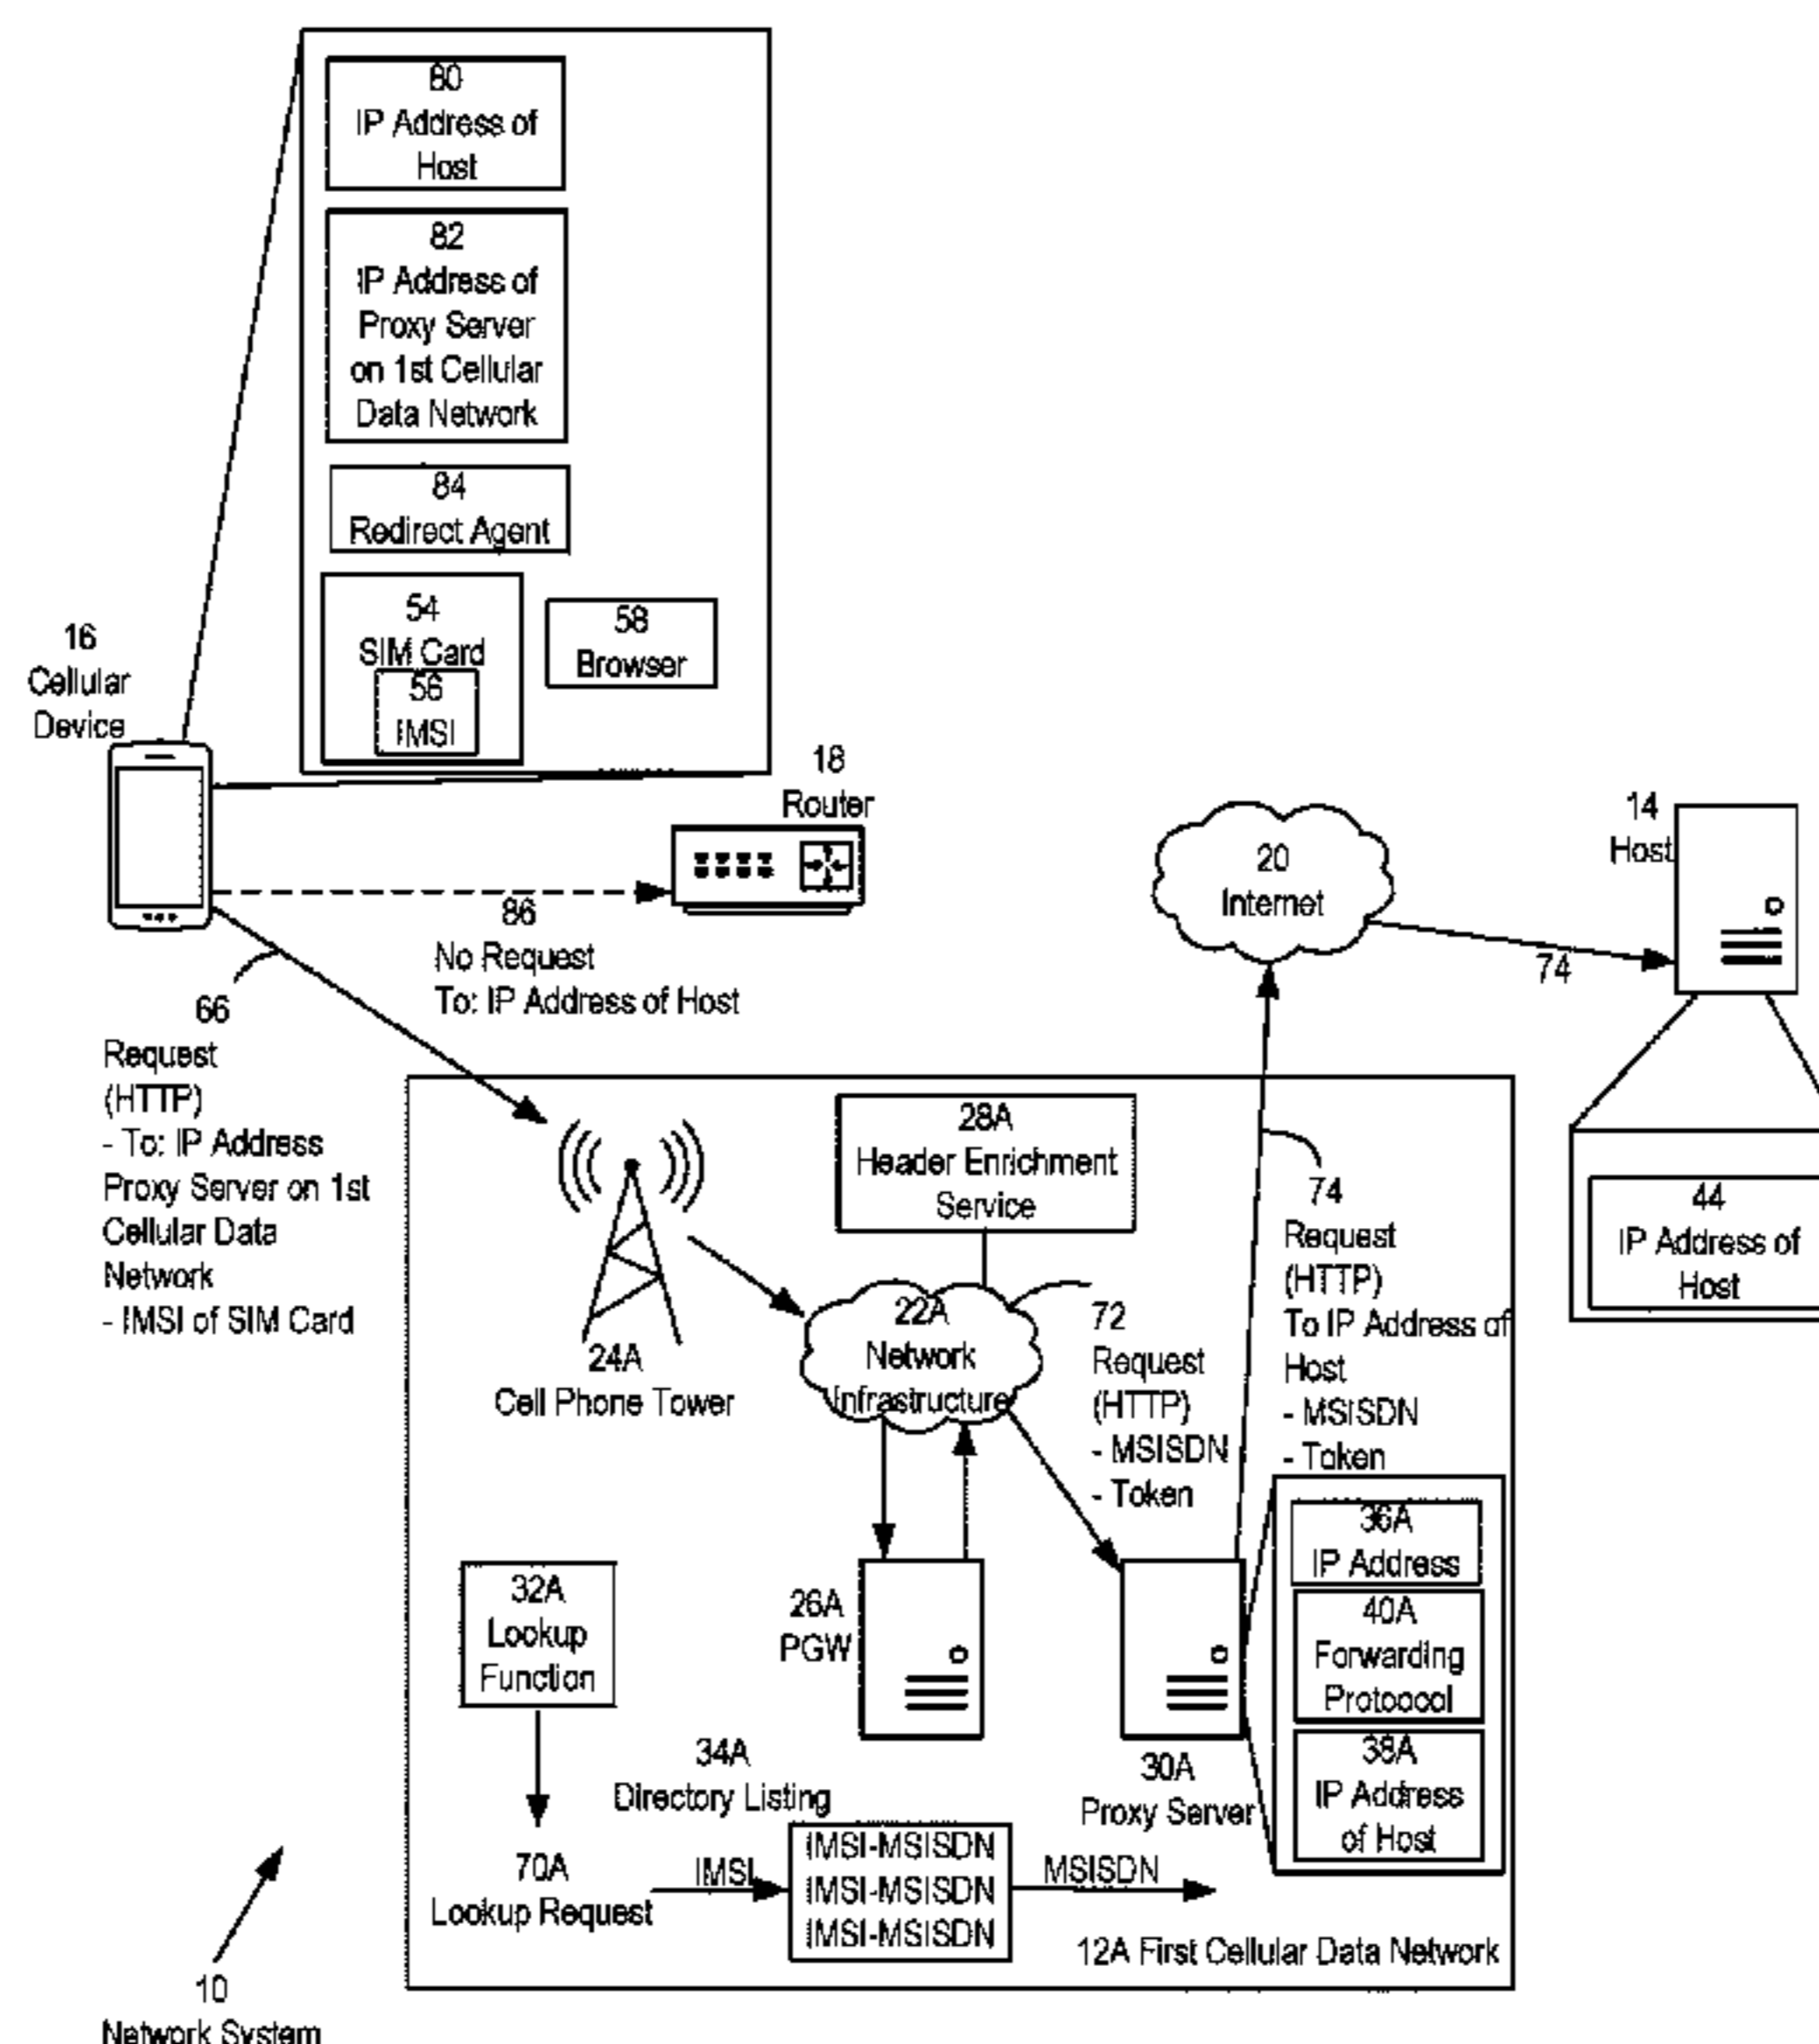 80
IP Address of
Host
82
IP Address of
Proxy Server
on 1st Cellular
Data Network
84
Redirect Agent
54
SIM Card
56
IMSI
58
Browser
16
Cellular
Device
18
Router
86
No Request
To: IP Address of Host
20
Internet
14
Host
74
44
IP Address of
Host
66
Request
(HTTP)
- To: IP Address
Proxy Server on 1st
Cellular Data
Network
- IMSI of SIM Card
24A
Cell Phone Tower
28A
Header Enrichment
Service
22A
Network
Infrastructure
72
Request
(HTTP)
- MSISDN
- Token
74
Request
(HTTP)
To IP Address of
Host
- MSISDN
- Token
36A
IP Address
40A
Forwarding
Protoocol
38A
IP Address
of Host
32A
Lookup
Function
26A
PGW
30A
Proxy Server
34A
Directory Listing
70A
Lookup Request
IMSI
IMSI-MSISDN
IMSI-MSISDN
IMSI-MSISDN
MSISDN
12A First Cellular Data Network
10
Network System